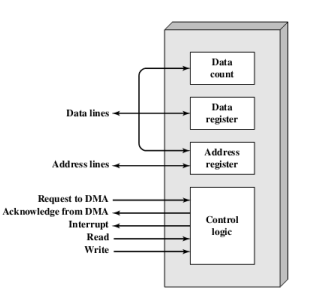 Data
count
Data lines
Data
register
Address lines
Address
register
Request to DMA
Acknowledge from DMA
Interrupt
Read
Write
Control
logic